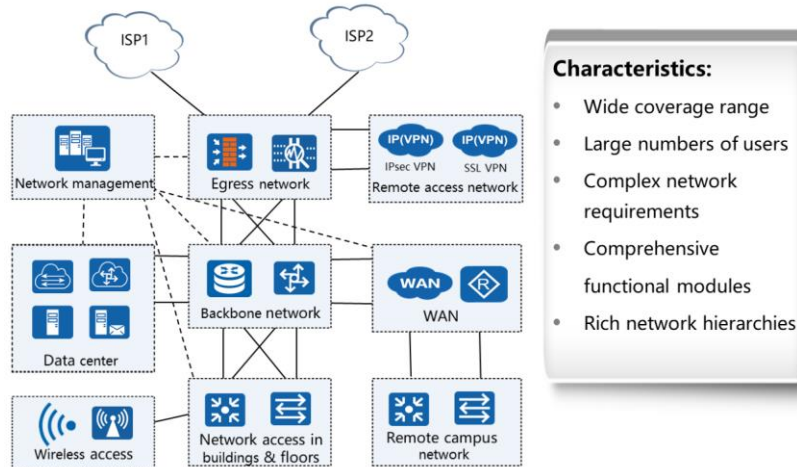 ISP1
ISP2
Network management
Egress network
IP(VPN)
IP(VPN)
IPsec VPN
SSL VPN
Remote access network
Data center
Backbone network
WAN
R
WAN
Wireless access
Network access in
buildings & floors
Remote campus
network
Characteristics:
• Wide coverage range
• Large numbers of users
• Complex network
requirements
• Comprehensive
functional modules
• Rich network hierarchies